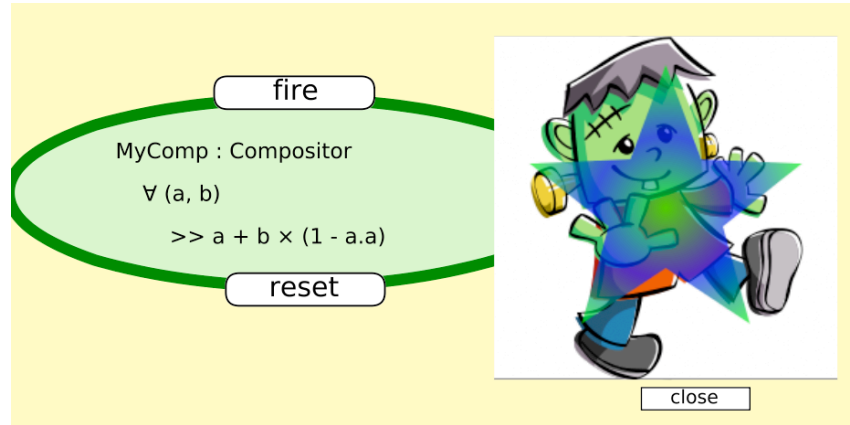 fire
MyComp : Compositor
∀ (a, b)
>> a + b × (1 - a.a)
reset
close